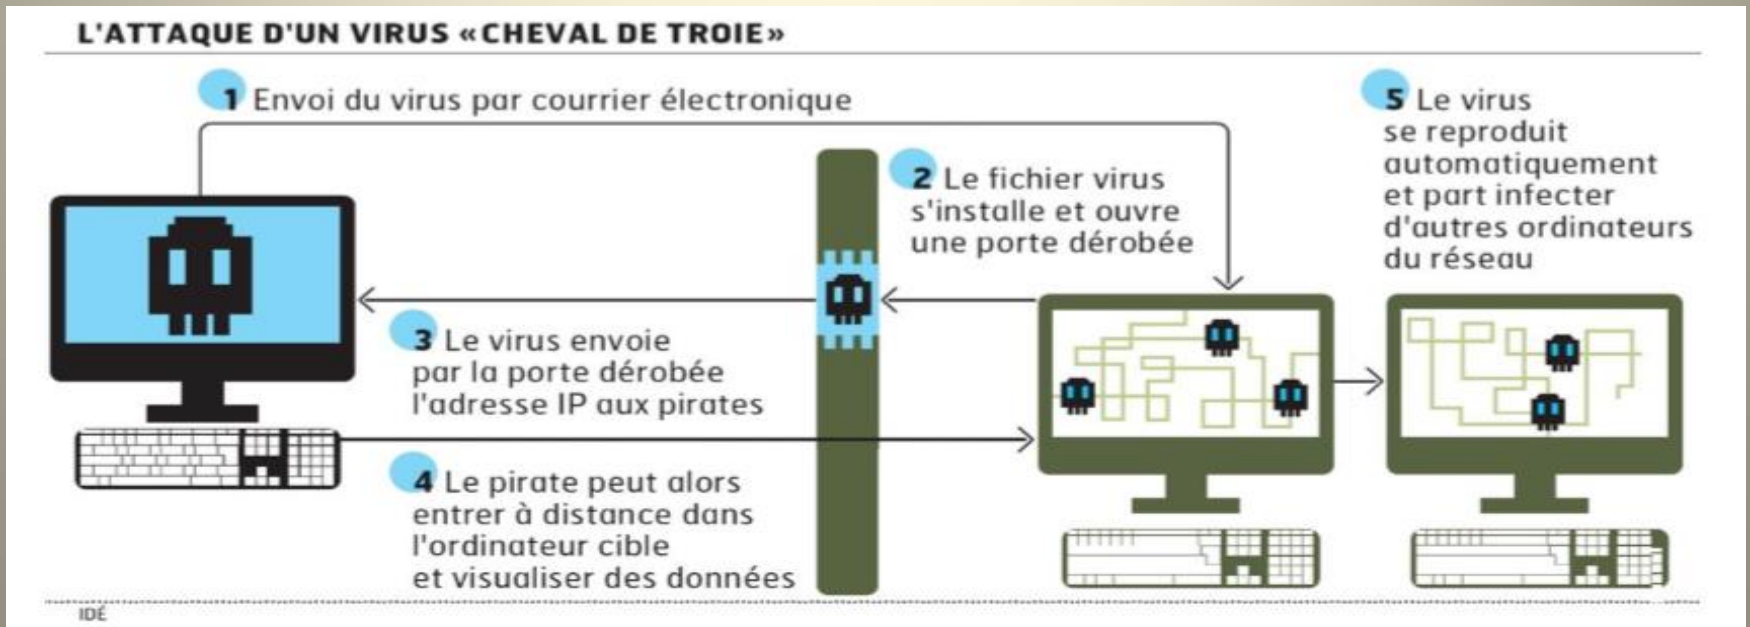 L'ATTAQUE D'UN VIRUS «CHEVAL DE TROIE»
1 Envoi du virus par courrier électronique
2 Le fichier virus
s'installe et ouvre
une porte dérobée
3 Le virus envoie
par la porte dérobée
l'adresse IP aux pirates
4 Le pirate peut alors
entrer à distance dans
l'ordinateur cible
et visualiser des données
5 Le virus
se reproduit
automatiquement
et part infecter
d'autres ordinateurs
du réseau
IDÉ